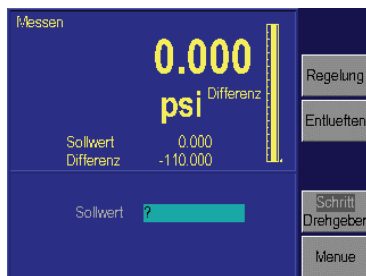 Messen
0.000
psi Differenz
Sollwert 0.000
Differenz -110.000
Sollwert ?
Regelung
Entlueften
Schritt
Drehgeber
Menue